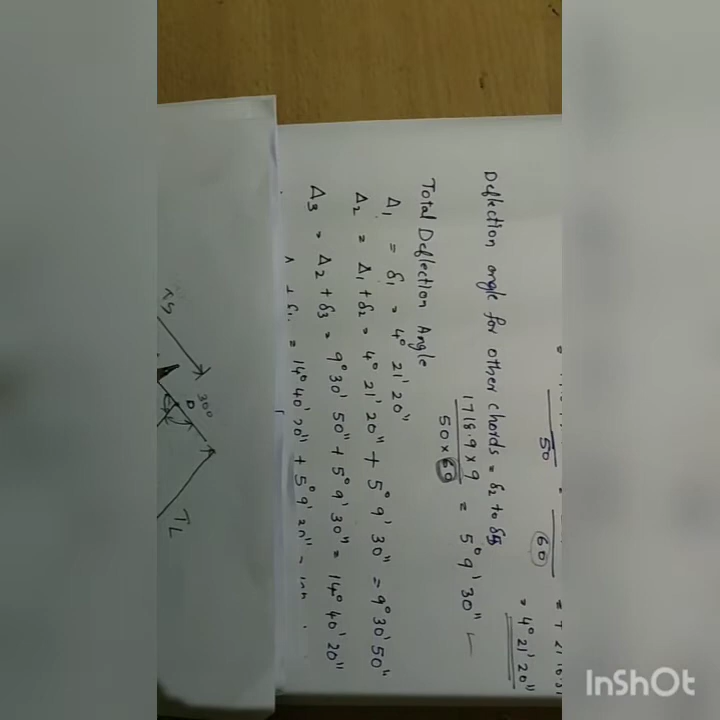 50
60
= 4° 21' 20"
Deflection angle for other chords = δ2 to δ5
1718.9 × 9
50 × 60
= 5° 9' 30"
Total Deflection Angle
Δ1 = δ1 = 4° 21' 20"
Δ2 = Δ1 + δ2 = 4° 21' 20" + 5° 9' 30" = 9° 30' 50"
Δ3 = Δ2 + δ3 = 9° 30' 50" + 5° 9' 30" = 14° 40' 20"
= 14° 40' 20" + 5° 9'
30°
D
TL
InShOt